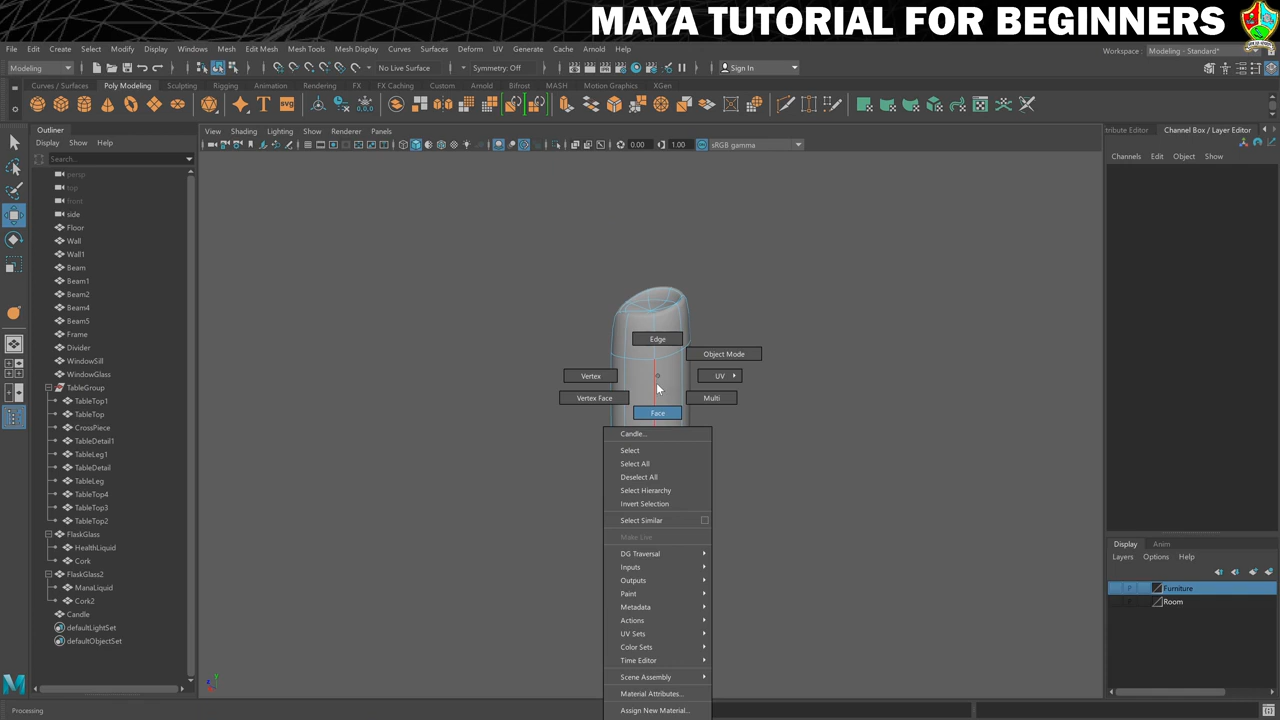 MAYA TUTORIAL FOR BEGINNERS
File Edit Create Select Modify Display Windows Mesh Edit Mesh Mesh Tools Mesh Display Curves Surfaces Deform UV Generate Cache Arnold Help
Workspace : Modeling - Standard*
Modeling No Live Surface Symmetry: Off Sign In
Curves / Surfaces Poly Modeling Sculpting Rigging Animation Rendering FX FX Caching Custom Arnold Bifrost MASH Motion Graphics XGen
Outliner
Display Show Help
Search...
persp
top
front
side
Floor
Wall
Wall1
Beam
Beam1
Beam2
Beam4
Beam5
Frame
Divider
WindowSill
WindowGlass
TableGroup
TableTop1
TableTop
CrossPiece
TableDetail1
TableLeg1
TableDetail
TableLeg
TableTop4
TableTop3
TableTop2
FlaskGlass
HealthLiquid
Cork
FlaskGlass2
ManaLiquid
Cork2
Candle
defaultLightSet
defaultObjectSet
View Shading Lighting Show Renderer Panels
0.00 1.00 sRGB gamma
Edge
Object Mode
Vertex
UV
Vertex Face
Multi
Face
Candle...
Select
Select All
Deselect All
Select Hierarchy
Invert Selection
Select Similar
Make Live
DG Traversal
Inputs
Outputs
Paint
Metadata
Actions
UV Sets
Color Sets
Time Editor
Scene Assembly
Material Attributes...
Assign New Material...
tribute Editor Channel Box / Layer Editor
Channels Edit Object Show
Display Anim
Layers Options Help
P Furniture
Room
y
Processing